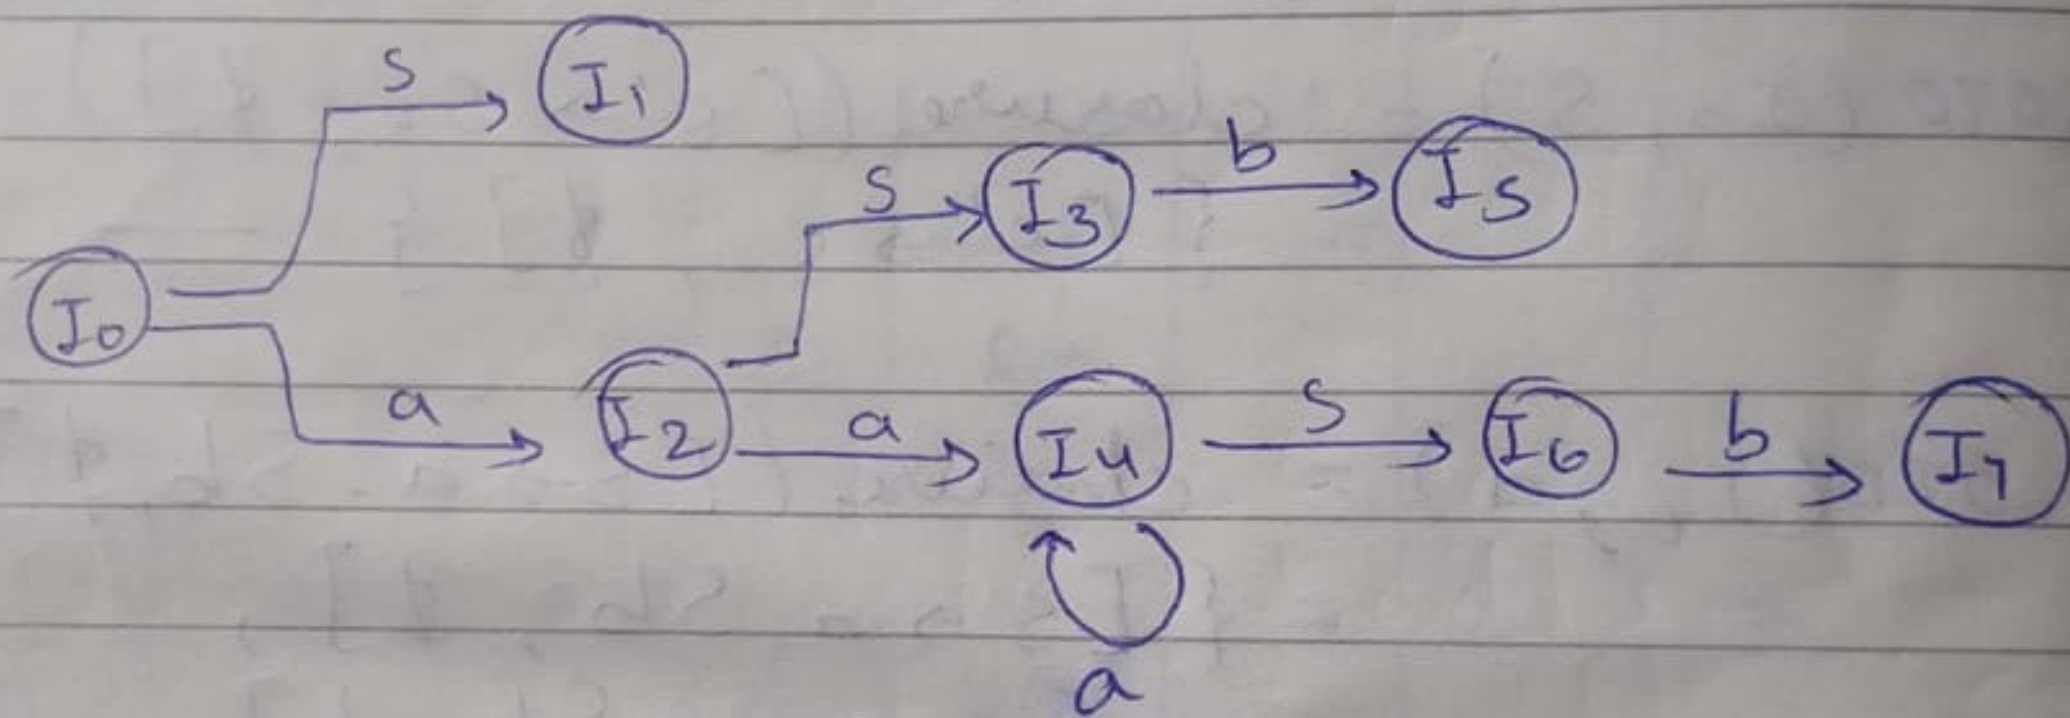 S I₁
S I₃ b I₅
I₀
a I₂ a I₄ S I₆ b I₇
a